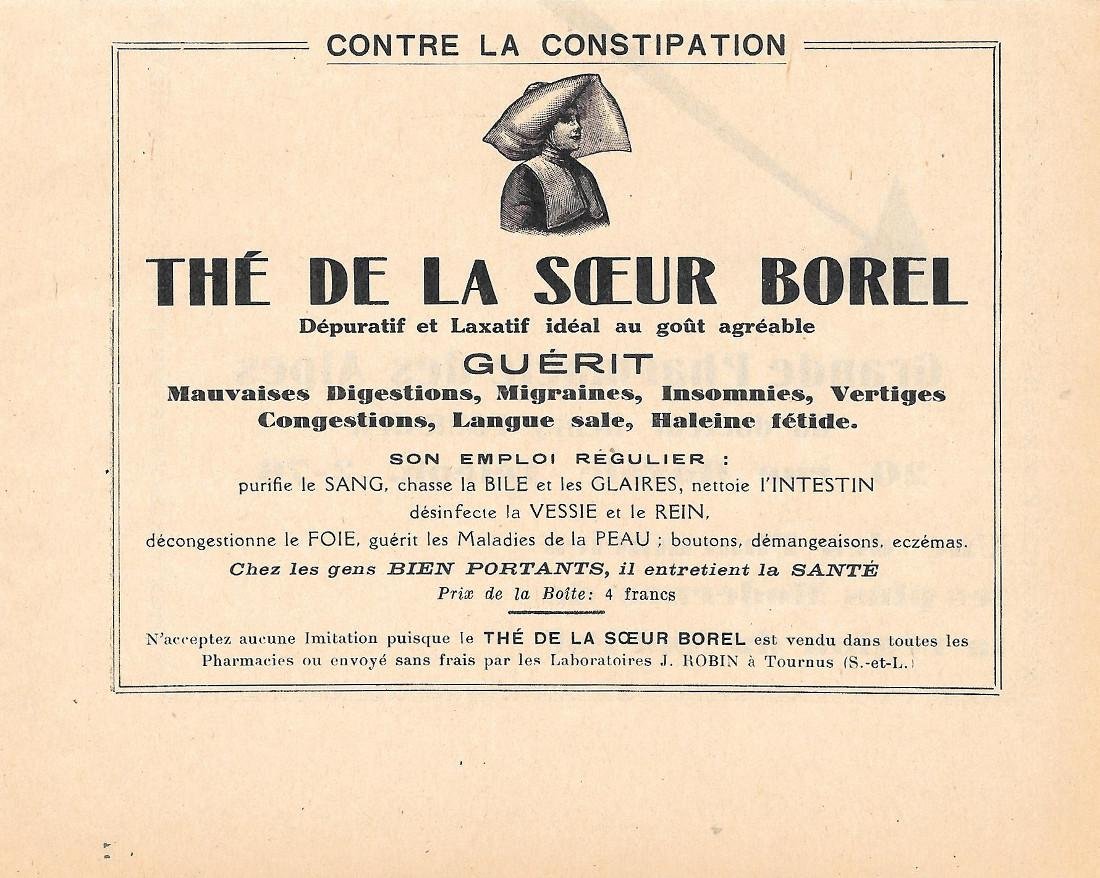 CONTRE LA CONSTIPATION
THÉ DE LA SŒUR BOREL
Dépuratif et Laxatif idéal au goût agréable
GUÉRIT
Mauvaises Digestions, Migraines, Insomnies, Vertiges
Congestions, Langue sale, Haleine fétide.
SON EMPLOI RÉGULIER :
purifie le SANG, chasse la BILE et les GLAIRES, nettoie l'INTESTIN
désinfecte la VESSIE et le REIN,
décongestionne le FOIE, guérit les Maladies de la PEAU ; boutons, démangeaisons, eczémas.
Chez les gens BIEN PORTANTS, il entretient la SANTÉ
Prix de la Boîte: 4 francs
N'acceptez aucune Imitation puisque le THÉ DE LA SŒUR BOREL est vendu dans toutes les
Pharmacies ou envoyé sans frais par les Laboratoires J. ROBIN à Tournus (S.-et-L.)